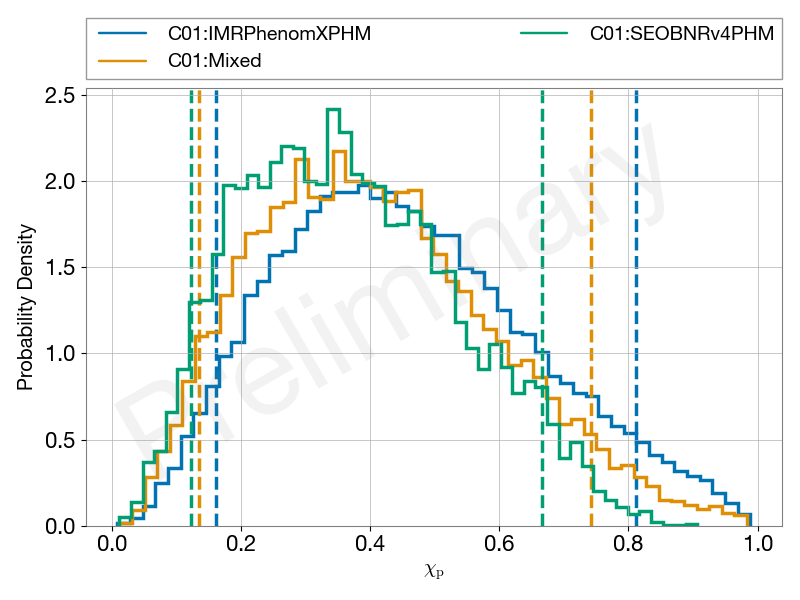 C01:IMRPhenomXPHM
C01:SEOBNRv4PHM
C01:Mixed
Preliminary
Probability Density
2.5
2.0
1.5
1.0
0.5
0.0
0.0 0.2 0.4 0.6 0.8 1.0
χp